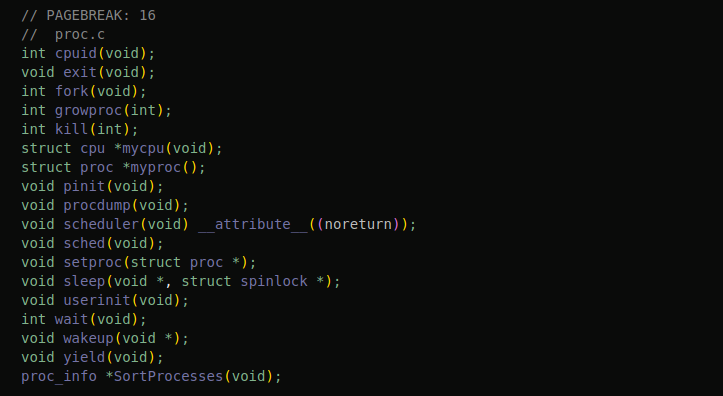 // PAGEBREAK: 16
//  proc.c
int cpuid(void);
void exit(void);
int fork(void);
int growproc(int);
int kill(int);
struct cpu *mycpu(void);
struct proc *myproc();
void pinit(void);
void procdump(void);
void scheduler(void) __attribute__((noreturn));
void sched(void);
void setproc(struct proc *);
void sleep(void *, struct spinlock *);
void userinit(void);
int wait(void);
void wakeup(void *);
void yield(void);
proc_info *SortProcesses(void);